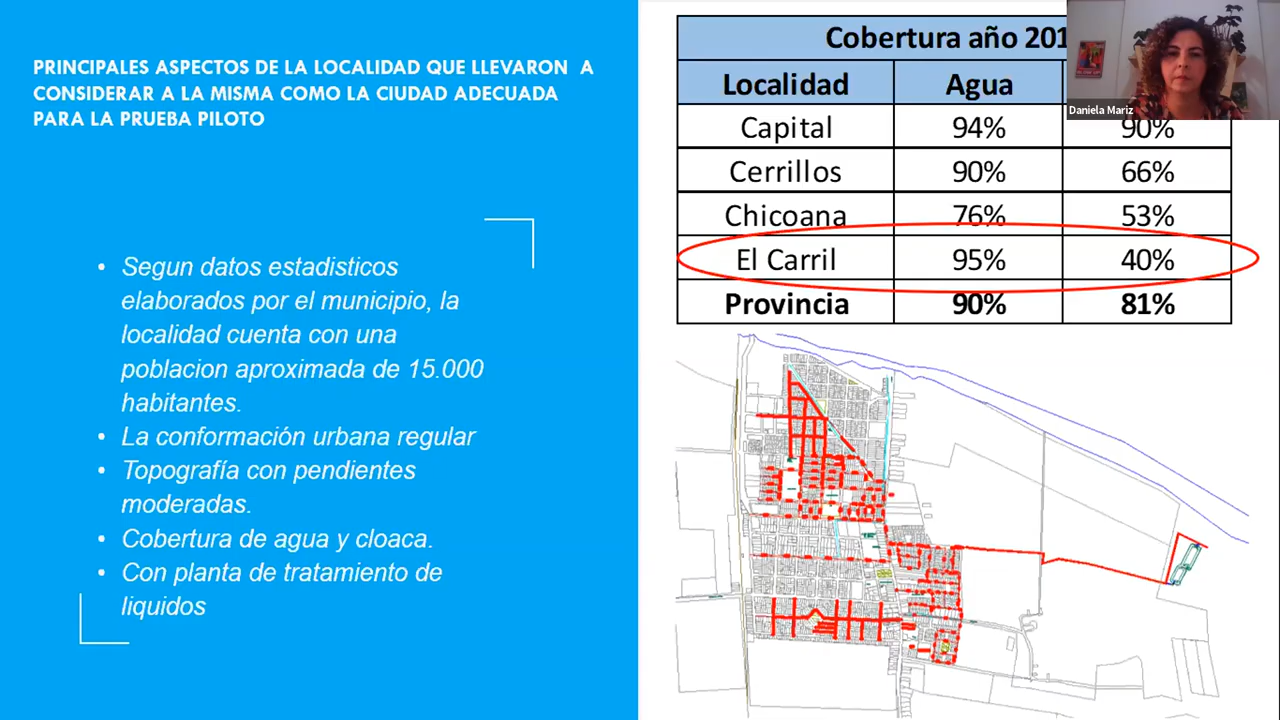 PRINCIPALES ASPECTOS DE LA LOCALIDAD QUE LLEVARON A
CONSIDERAR A LA MISMA COMO LA CIUDAD ADECUADA
PARA LA PRUEBA PILOTO
• Segun datos estadisticos
elaborados por el municipio, la
localidad cuenta con una
poblacion aproximada de 15.000
habitantes.
• La conformación urbana regular
• Topografía con pendientes
moderadas.
• Cobertura de agua y cloaca.
• Con planta de tratamiento de
liquidos
Cobertura año 201
Localidad Agua
Capital 94% 90%
Cerrillos 90% 66%
Chicoana 76% 53%
El Carril 95% 40%
Provincia 90% 81%
Daniela Mariz